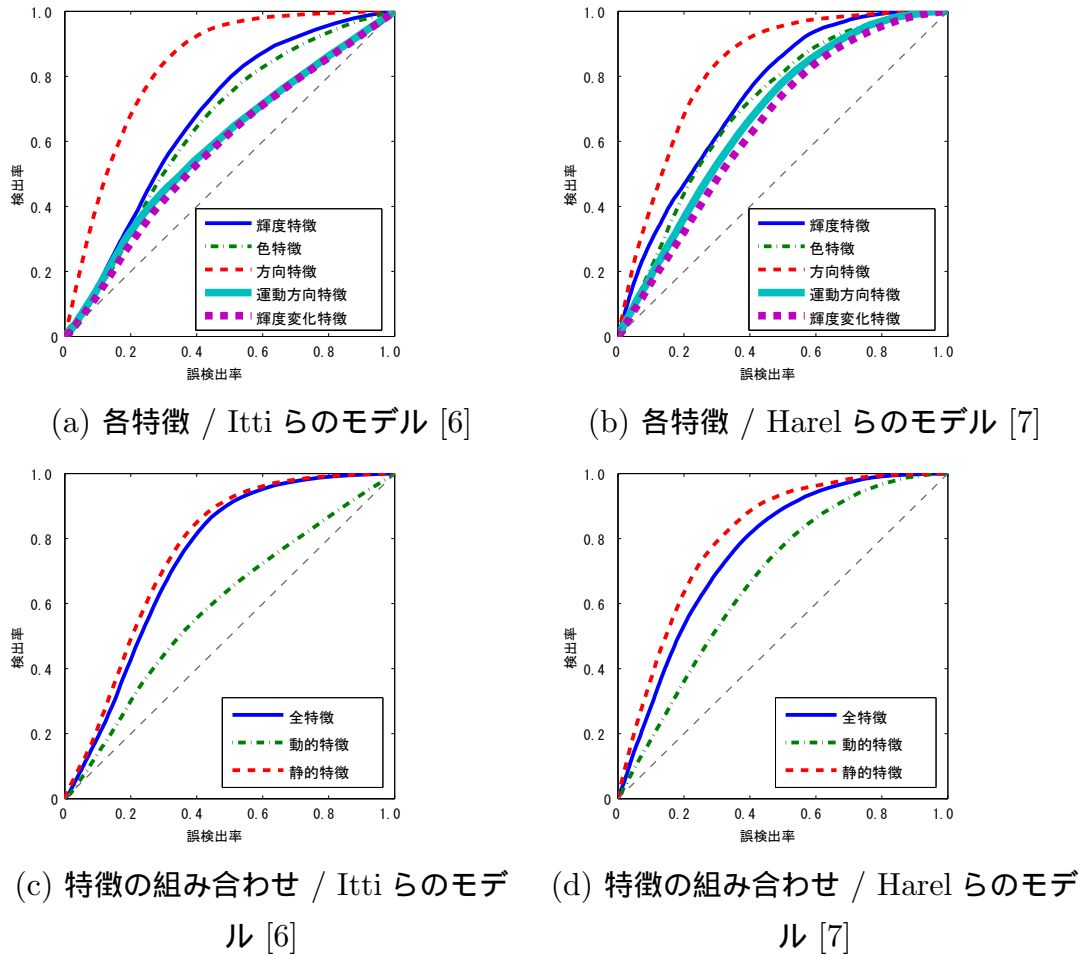 1.0
0.8
0.6
0.4
0.2
0
検出率
0 0.2 0.4 0.6 0.8 1.0
誤検出率
輝度特徴
色特徴
方向特徴
運動方向特徴
輝度変化特徴
(a) 各特徴 / Itti らのモデル [6]
1.0
0.8
0.6
0.4
0.2
0
検出率
0 0.2 0.4 0.6 0.8 1.0
誤検出率
輝度特徴
色特徴
方向特徴
運動方向特徴
輝度変化特徴
(b) 各特徴 / Harel らのモデル [7]
1.0
0.8
0.6
0.4
0.2
0
検出率
0 0.2 0.4 0.6 0.8 1.0
誤検出率
全特徴
動的特徴
静的特徴
(c) 特徴の組み合わせ / Itti らのモデ
ル [6]
1.0
0.8
0.6
0.4
0.2
0
検出率
0 0.2 0.4 0.6 0.8 1.0
誤検出率
全特徴
動的特徴
静的特徴
(d) 特徴の組み合わせ / Harel らのモデ
ル [7]